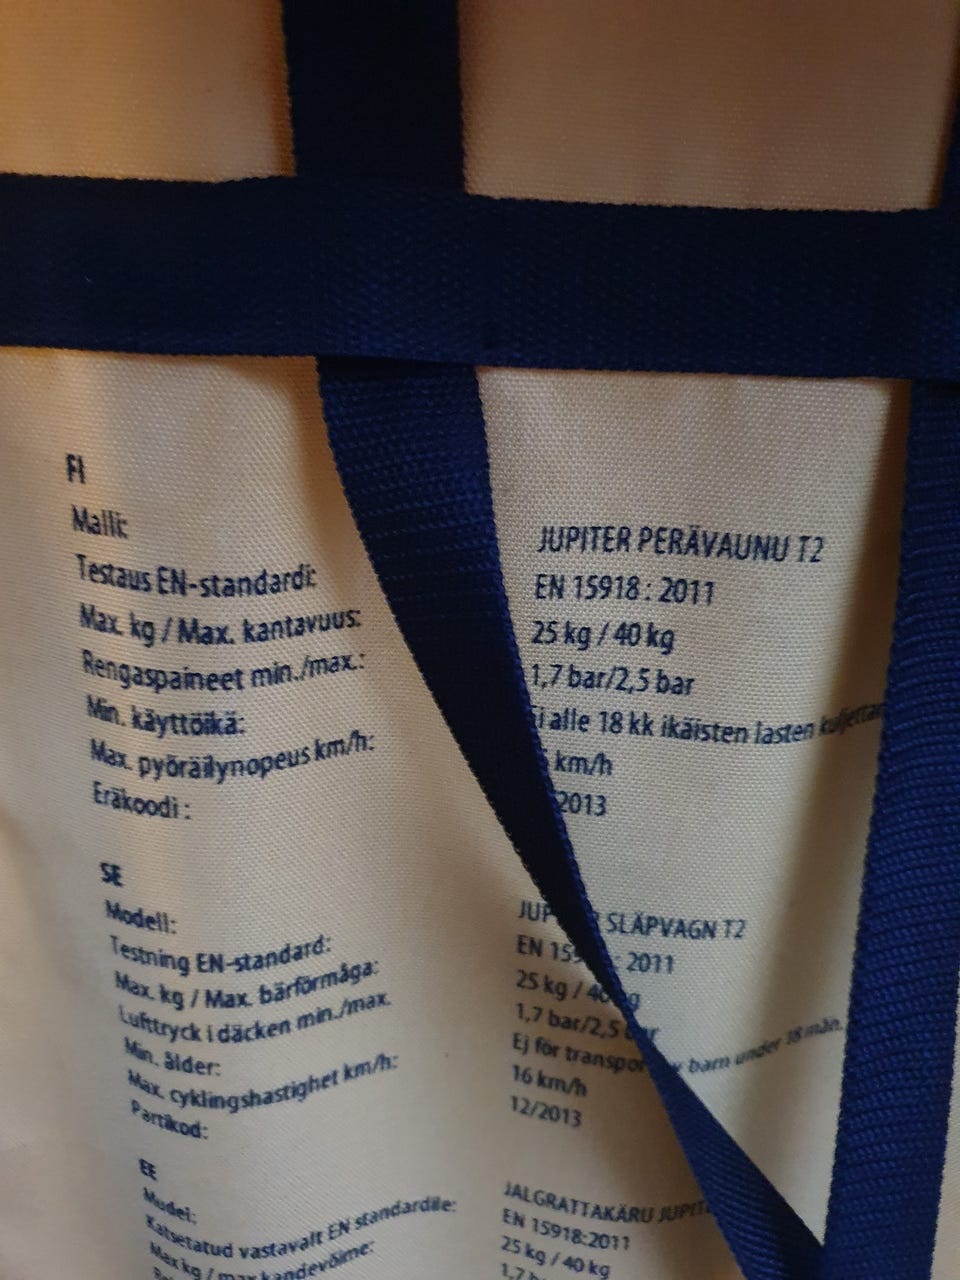 FI
Malli: JUPITER PERÄVAUNU T2
Testaus EN-standardi: EN 15918 : 2011
Max. kg / Max. kantavuus: 25 kg / 40 kg
Rengaspaineet min./max.: 1,7 bar/2,5 bar
Min. käyttöikä: Ei alle 18 kk ikäisten lasten
Max. pyöräilynopeus km/h: km/h
Eräkoodi : 2013
SE
Modell: SLÄPVAGN T2
Testning EN-standard: EN : 2011
Max. kg / Max. bärförmåga: 25 kg /
Lufttryck i däcken min./max. 1,7 bar/2,5
Min. ålder: Ej för barn under 18 mån.
Max. cyklingshastighet km/h: 16 km/h
Partikod: 12/2013
EE
Mudel: JALGRATTAKÄRU
Katsetatud vastavalt EN standardile: EN 15918:2011
Max kg / max kandevõime: 25 kg / 40 kg